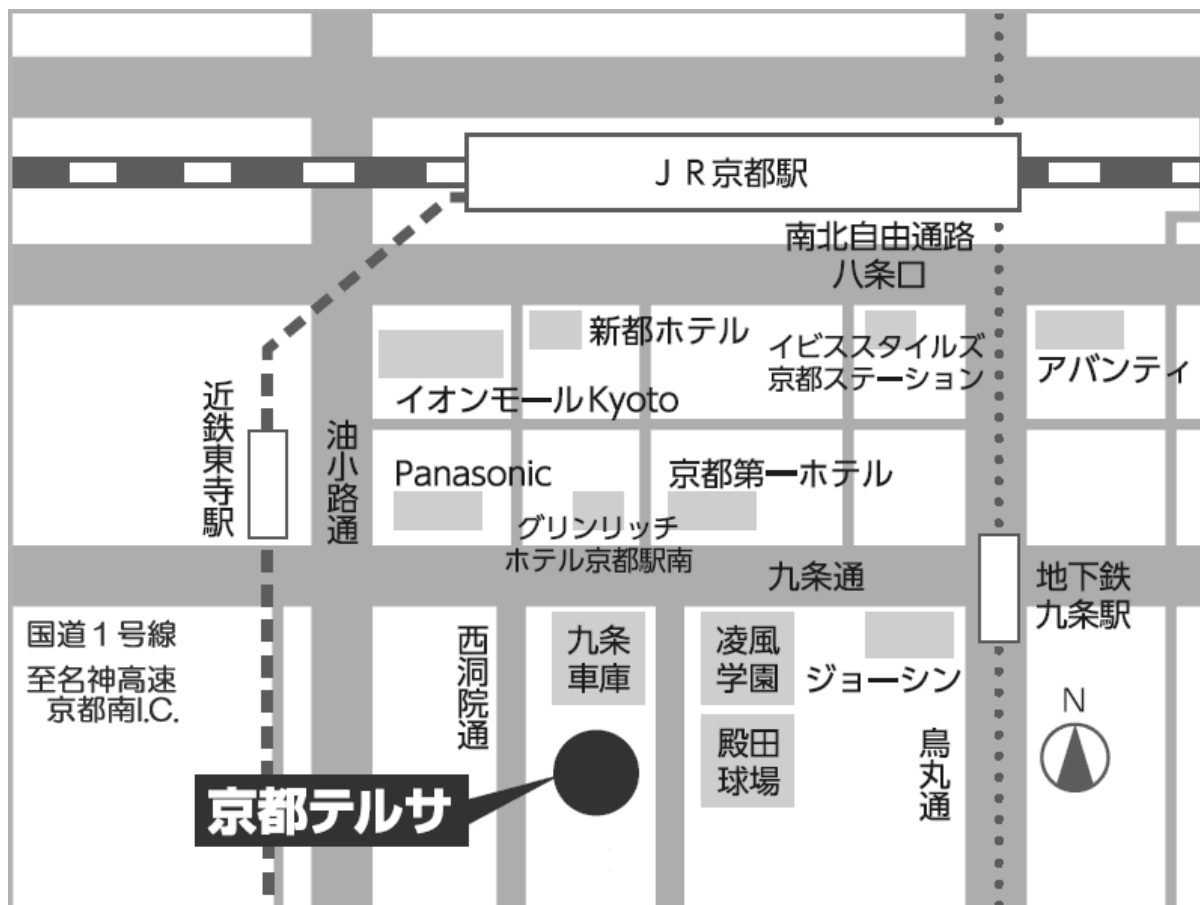 ＪＲ京都駅
南北自由通路
八条口
新都ホテル
イビススタイルズ
京都ステーション
アバンティ
イオンモールKyoto
近鉄東寺駅
油小路通
Panasonic
京都第一ホテル
グリンリッチ
ホテル京都駅南
九条通
地下鉄
九条駅
国道１号線
至名神高速
京都南I.C.
西洞院通
九条
車庫
凌風
学園
ジョーシン
殿田
球場
烏丸通
N
京都テルサ